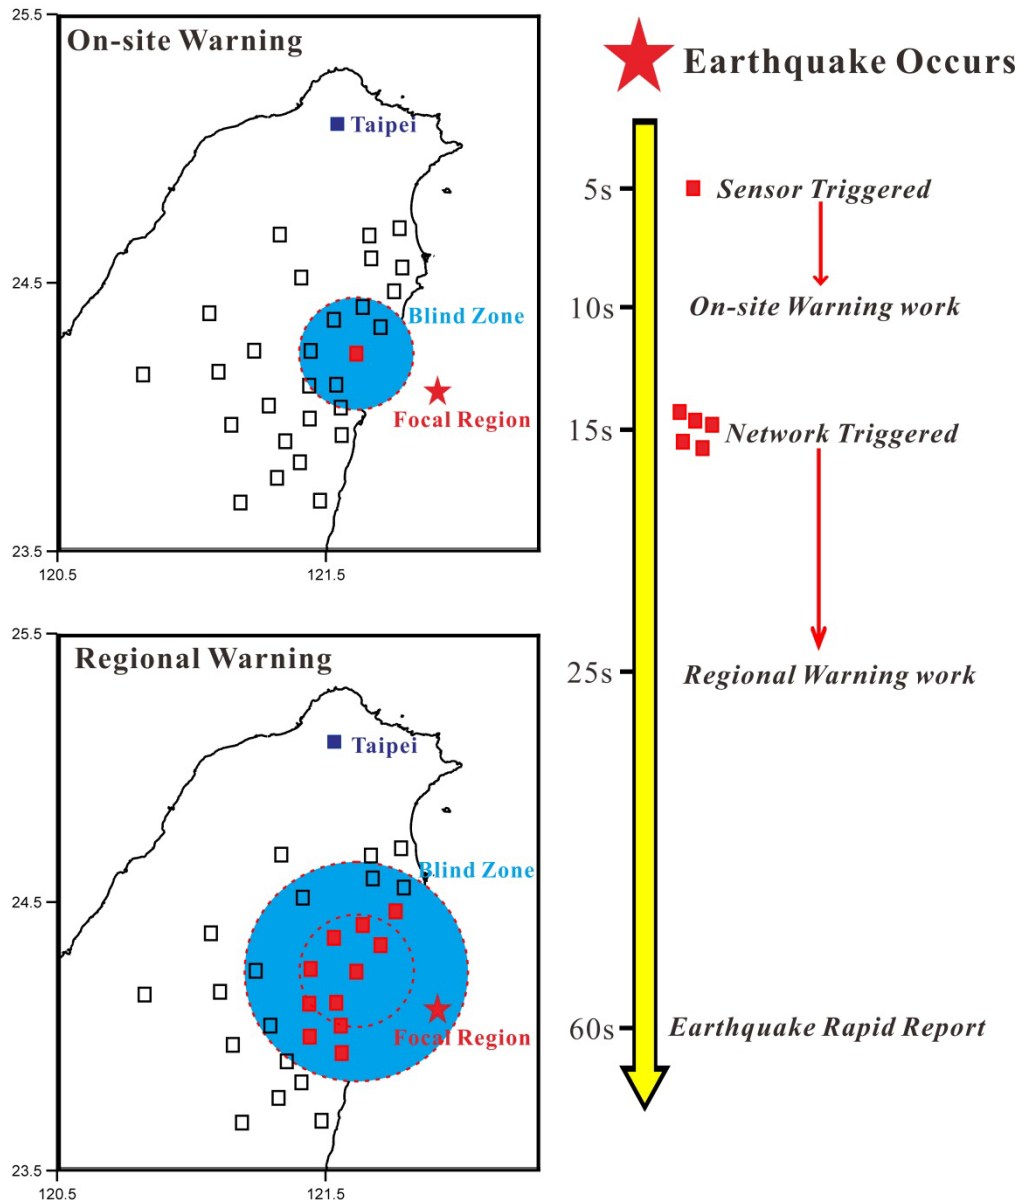 25.5
On-site Warning
Taipei
24.5
Blind Zone
Focal Region
23.5
120.5
121.5
25.5
Regional Warning
Taipei
Blind Zone
24.5
Focal Region
23.5
120.5
121.5
Earthquake Occurs
5s
Sensor Triggered
10s
On-site Warning work
15s
Network Triggered
25s
Regional Warning work
60s
Earthquake Rapid Report